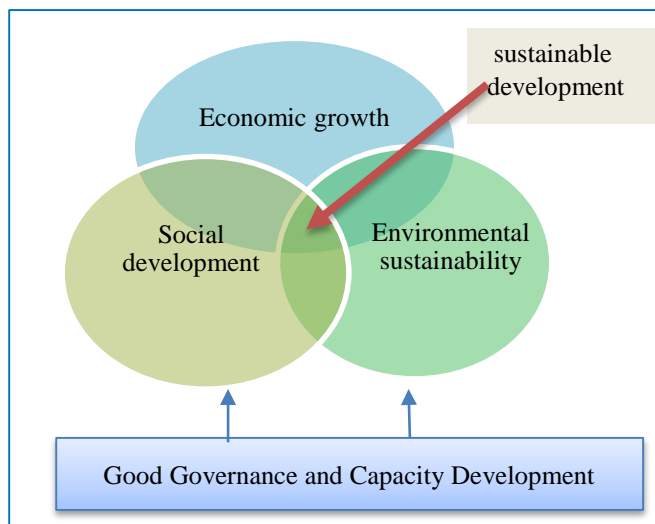 sustainable
development
Economic growth
Social
development
Environmental
sustainability
Good Governance and Capacity Development